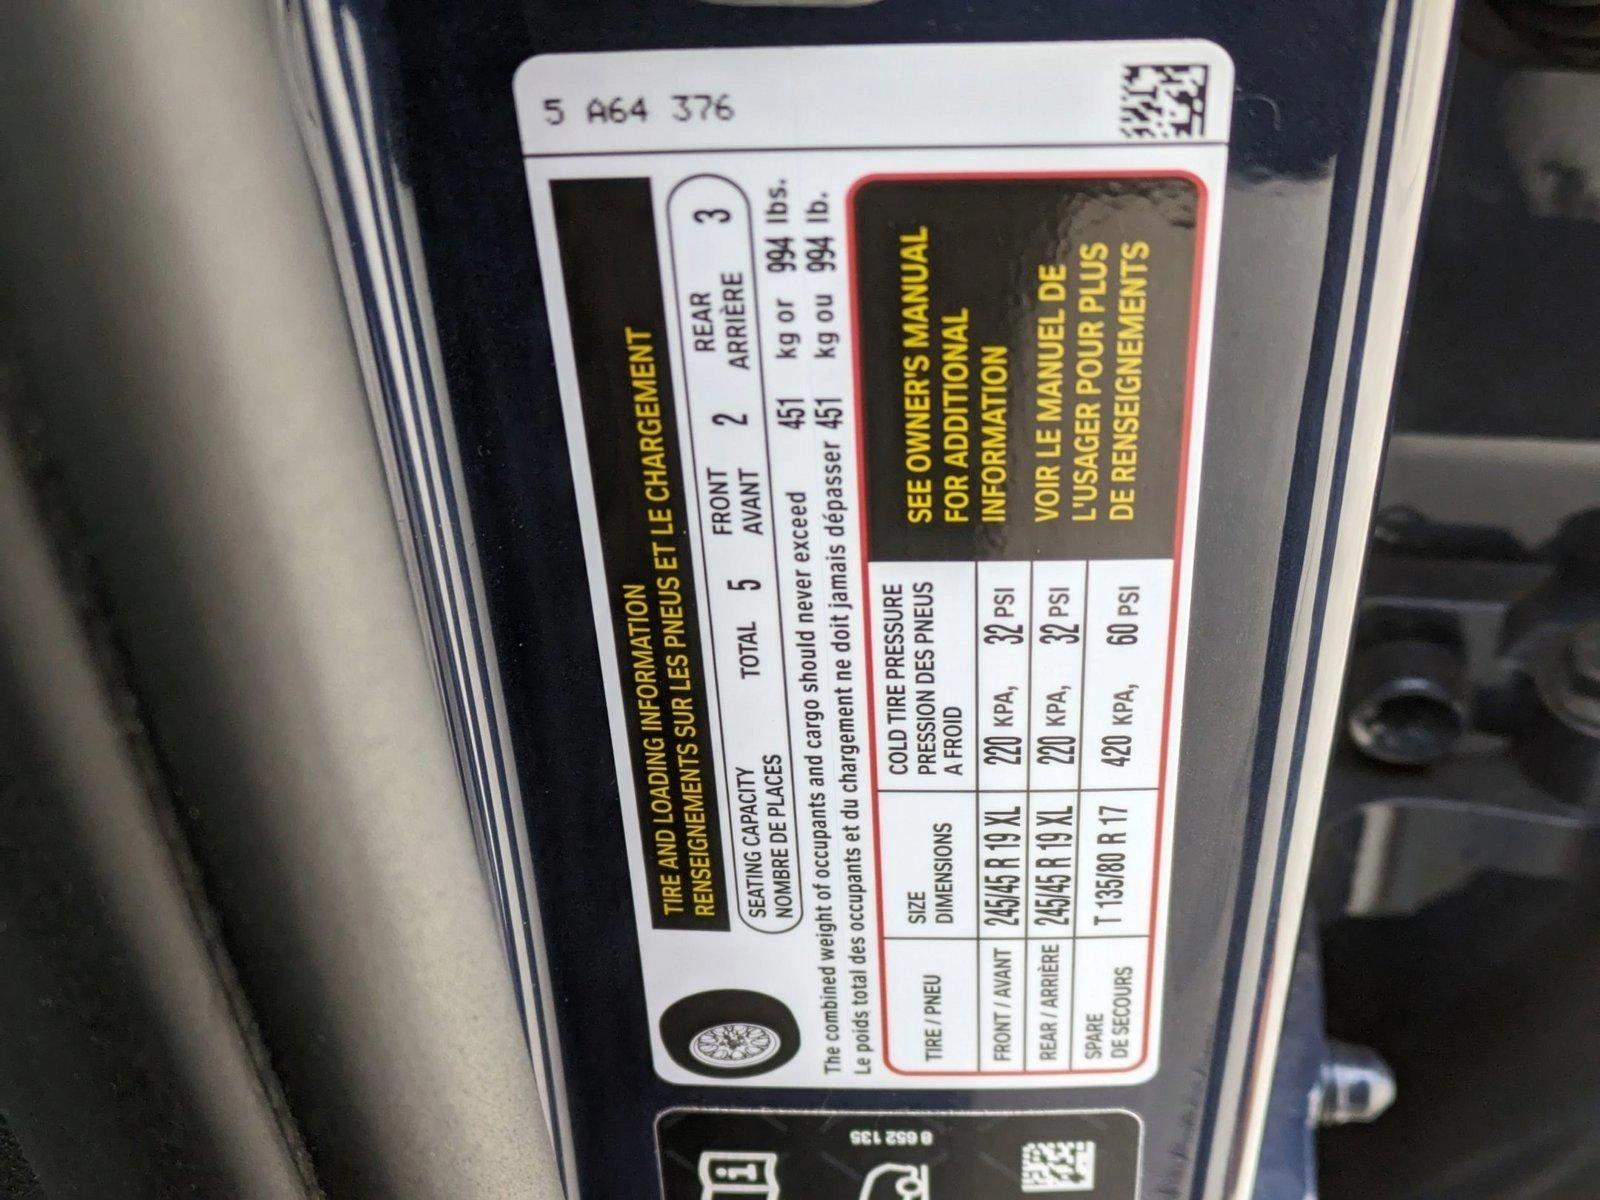 5 A64 376
TIRE AND LOADING INFORMATION
RENSEIGNEMENTS SUR LES PNEUS ET LE CHARGEMENT
SEATING CAPACITY
NOMBRE DE PLACES
TOTAL 5
FRONT
AVANT
2
REAR
ARRIÈRE
3
The combined weight of occupants and cargo should never exceed 451 kg or 994 lbs.
Le poids total des occupants et du chargement ne doit jamais dépasser 451 kg ou 994 lb.
TIRE / PNEU
SIZE
DIMENSIONS
COLD TIRE PRESSURE
PRESSION DES PNEUS
A FROID
FRONT / AVANT 245/45 R 19 XL 220 KPA, 32 PSI
REAR / ARRIÈRE 245/45 R 19 XL 220 KPA, 32 PSI
SPARE
DE SECOURS
T 135/80 R 17 420 KPA, 60 PSI
SEE OWNER'S MANUAL
FOR ADDITIONAL
INFORMATION
VOIR LE MANUEL DE
L'USAGER POUR PLUS
DE RENSEIGNEMENTS
8 652 135
i